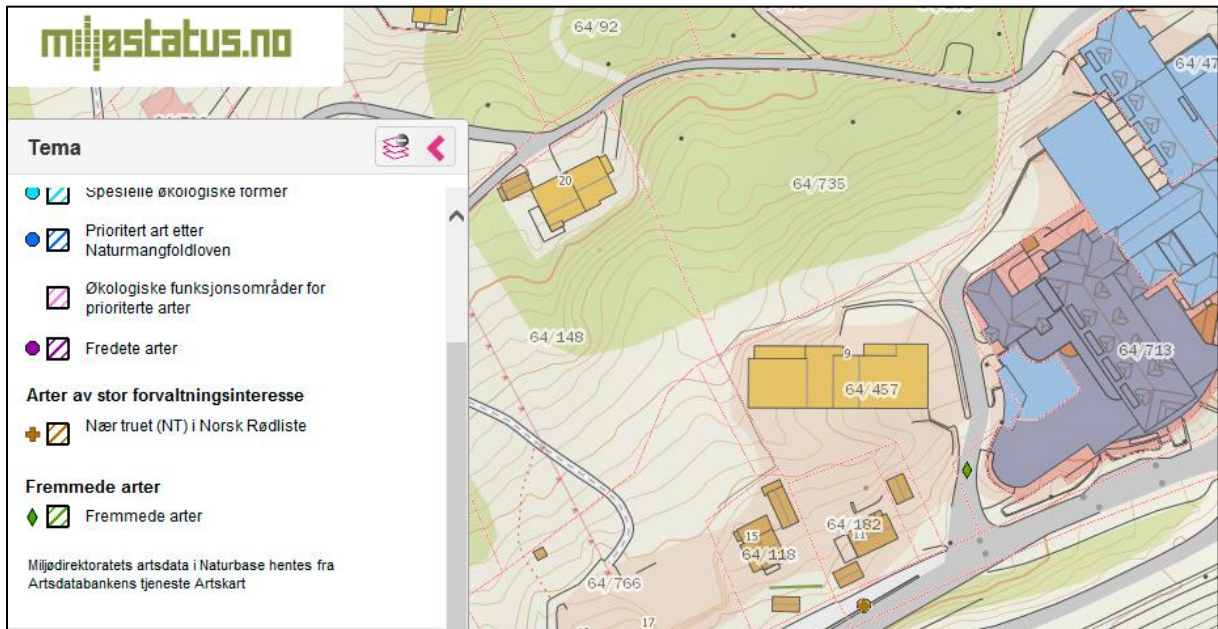 miljøstatus.no
Tema
Spesielle økologiske former
Prioritert art etter
Naturmangfoldloven
Økologiske funksjonsområder for
prioriterte arter
Fredete arter
Arter av stor forvaltningsinteresse
Nær truet (NT) i Norsk Rødliste
Fremmede arter
Fremmede arter
Miljødirektoratets artsdata i Naturbase hentes fra
Artsdatabankens tjeneste Artskart
64/92
64/47
20
64/735
64/148
9
64/457
64/713
64/182
15
11
64/118
64/766
17